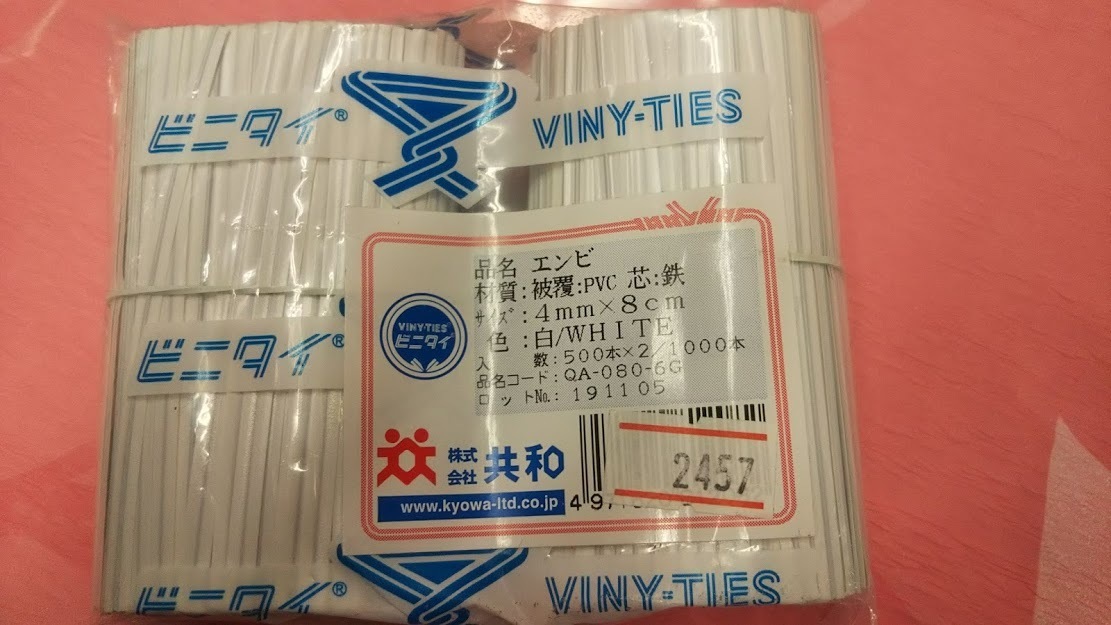 ビニタイ®
VINY-TIES
品名 エンビ
材質:被覆:PVC 芯:鉄
サイズ:4mm×8cm
色:白/WHITE
入 数:500本×2/1000本
品名コード:QA-080-6G
ロットNo.:191105
VINY-TIES
ビニタイ
ビニタイ®
株式会社 共和
www.kyowa-ltd.co.jp
2457
ビニタイ®
VINY-TIES